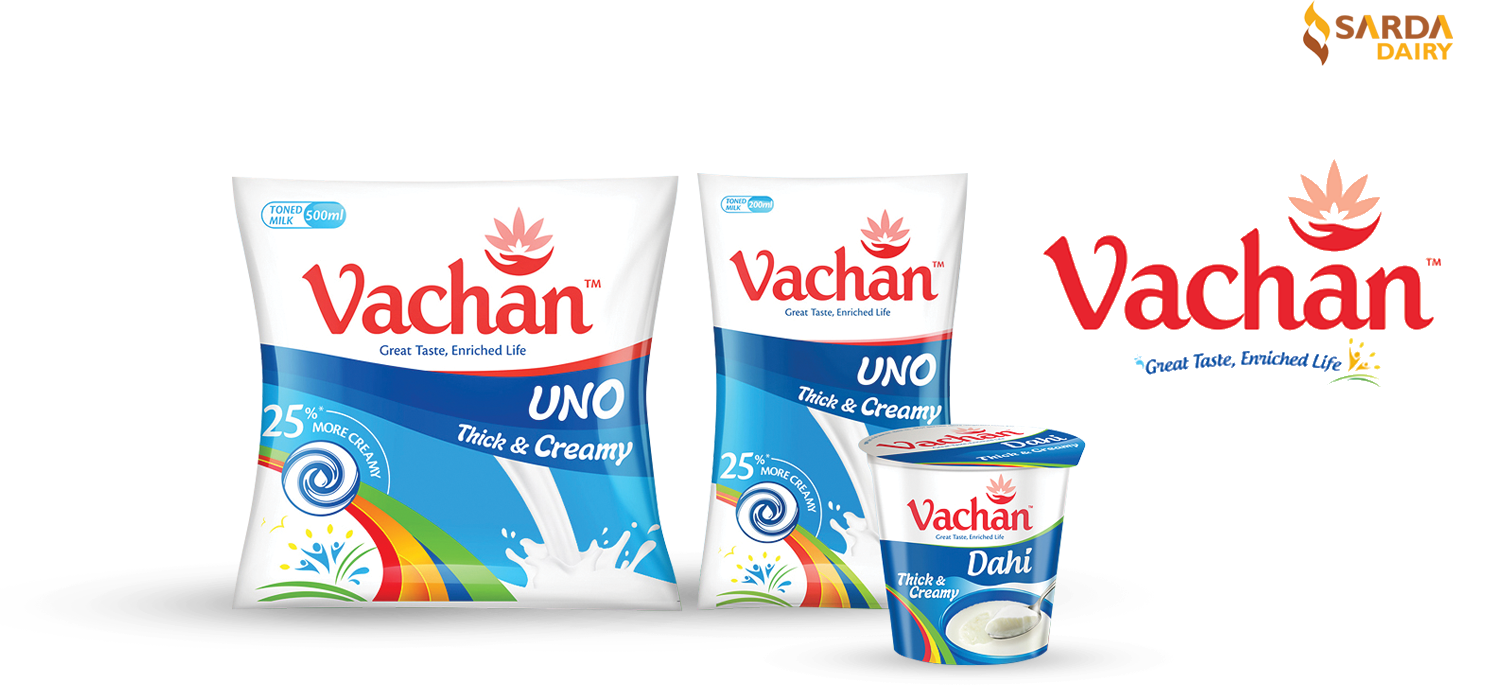 SARDA
DAIRY
TONED
MILK 500ml
Vachan™
Great Taste, Enriched Life
UNO
Thick & Creamy
25%*
MORE CREAMY
TONED
MILK 200ml
Vachan™
Great Taste, Enriched Life
UNO
Thick & Creamy
25%*
MORE CREAMY
Vachan
Dahi
Thick & Creamy
Vachan™
Great Taste, Enriched Life
Dahi
Thick &
Creamy
Vachan™
Great Taste, Enriched Life